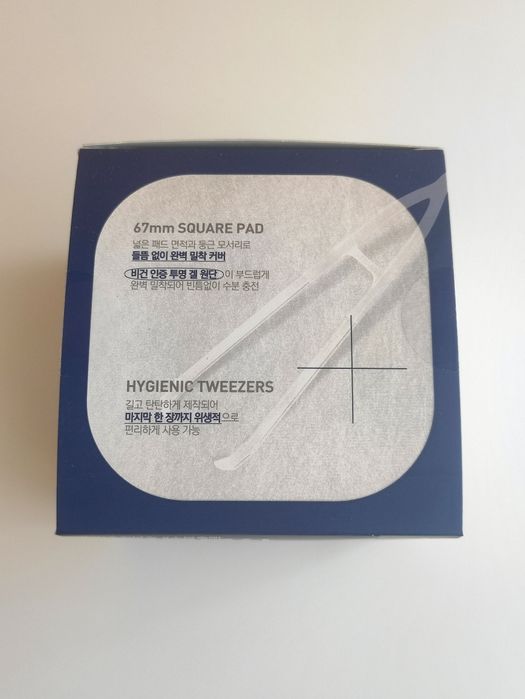 67mm SQUARE PAD
넓은 패드 면적과 둥근 모서리로
들뜸 없이 완벽 밀착 커버
비건 인증 투명 겔 원단이 부드럽게
완벽 밀착되어 빈틈없이 수분 충전
HYGIENIC TWEEZERS
길고 탄탄하게 제작되어
마지막 한 장까지 위생적으로
편리하게 사용 가능